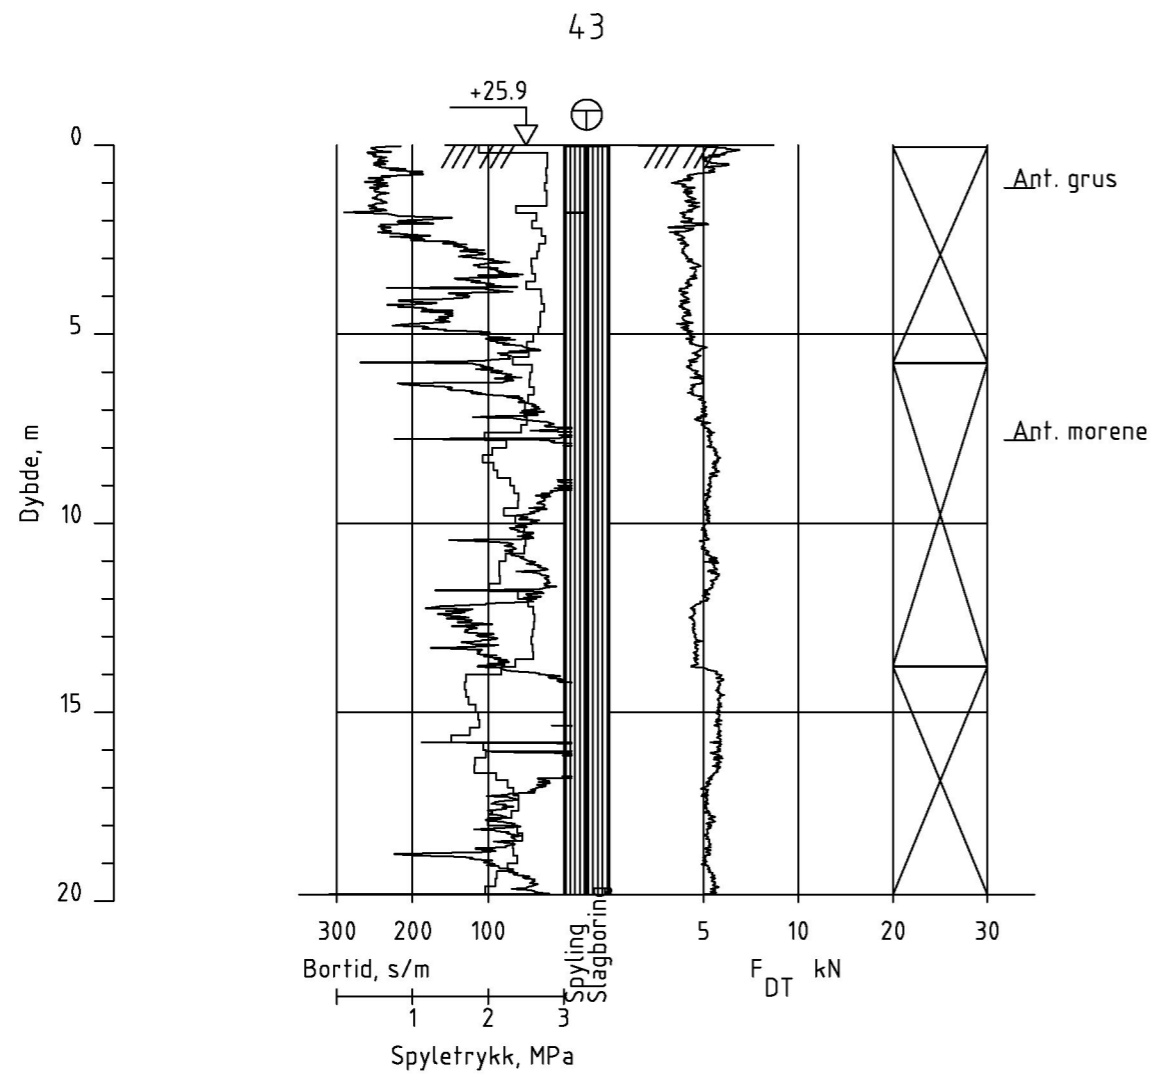 43
+25.9
0
5
10
15
20
Dybde, m
Ant. grus
Ant. morene
300 200 100
5 10 20 30
Bortid, s/m
Spyling
Slagboring
F DT kN
1 2 3
Spyletrykk, MPa